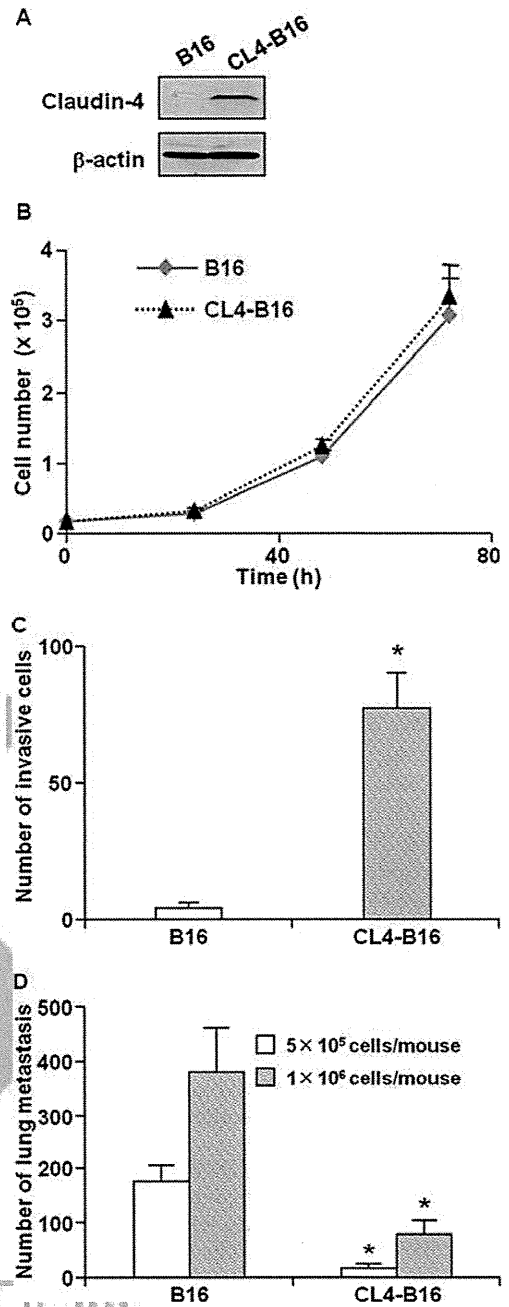 A
B16
CL4-B16
Claudin-4
β-actin
B
4
3
2
1
0
Cell number (x 10⁵)
B16
CL4-B16
0
40
80
Time (h)
C
100
50
0
Number of invasive cells
*
B16
CL4-B16
D
500
400
300
200
100
0
Number of lung metastasis
5×10⁵ cells/mouse
1×10⁶ cells/mouse
*
*
B16
CL4-B16